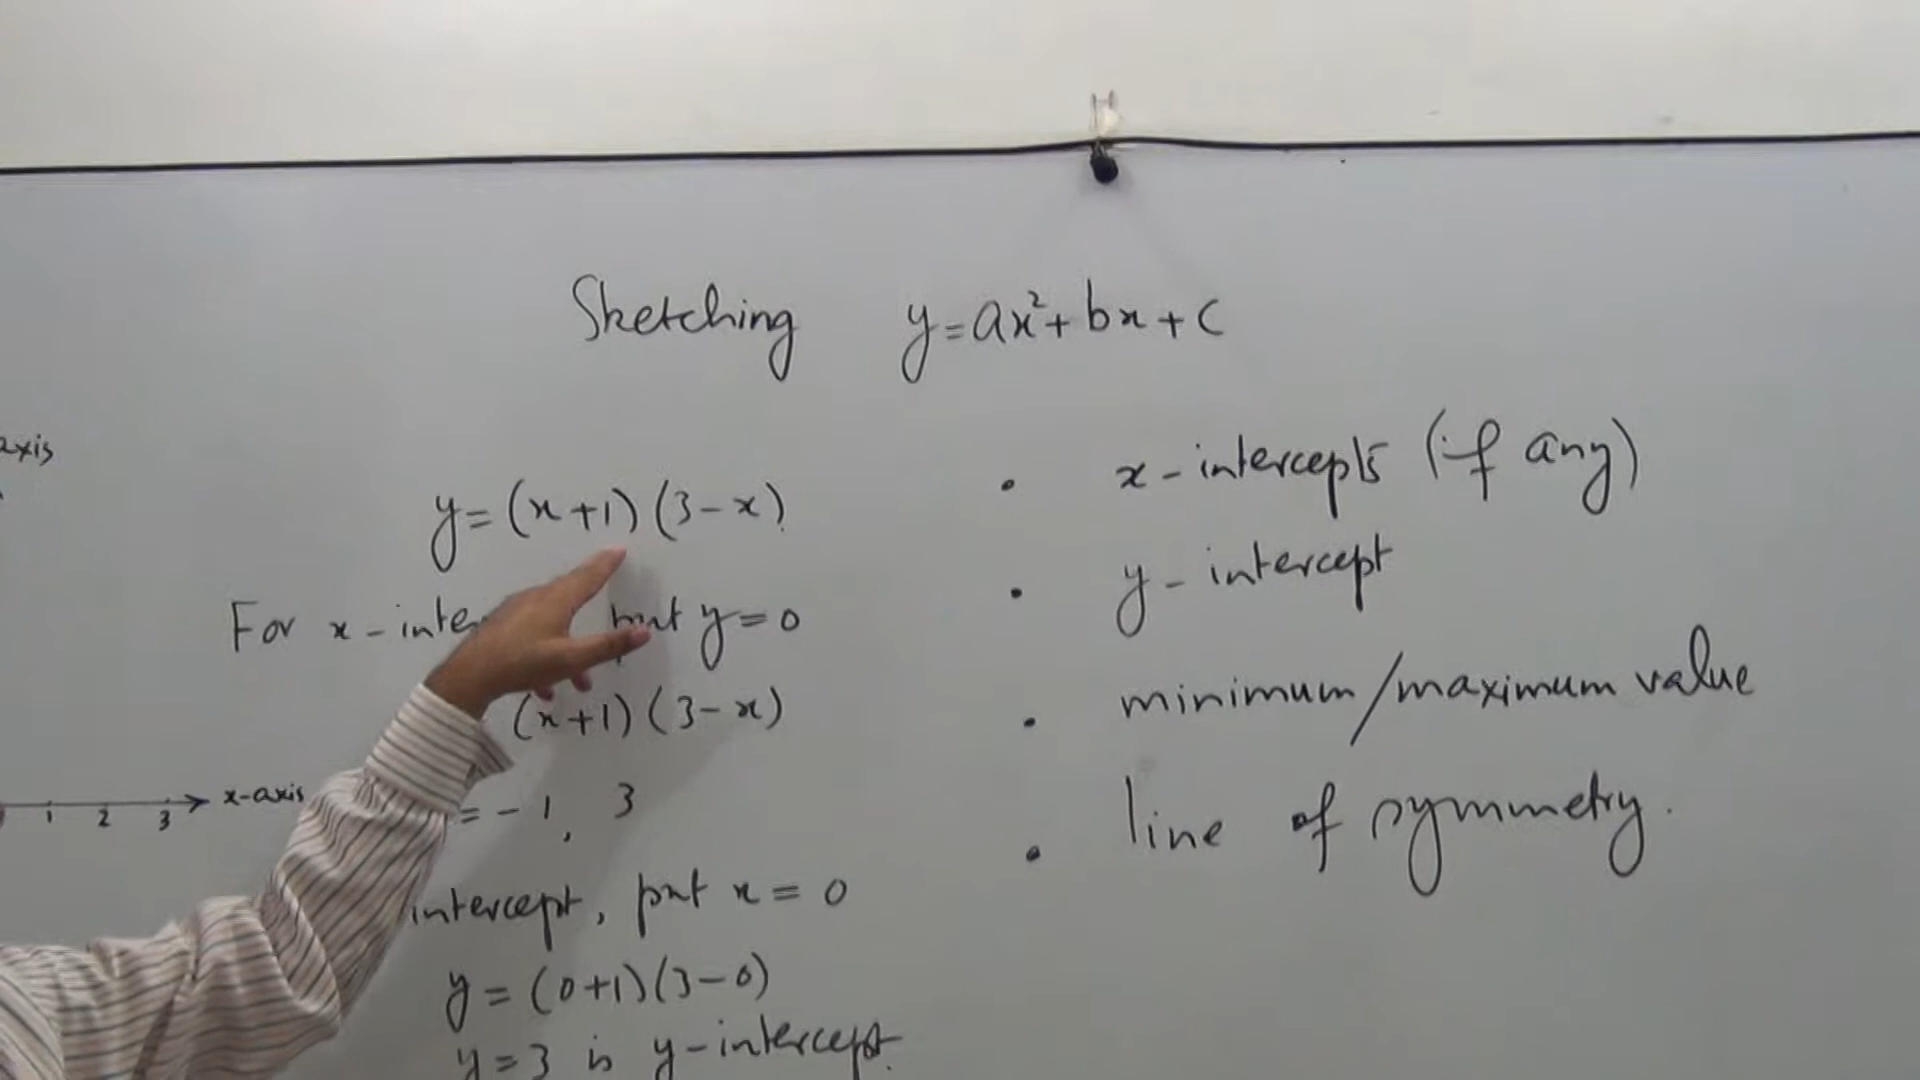 Sketching y=ax²+bx+c
axis
y=(x+1)(3-x)
For x-inter put y=0
(x+1)(3-x)
= -1, 3
intercept, put x = 0
y = (0+1)(3-0)
y=3 is y-intercept.
1 2 3 x-axis
• x-intercepts (if any)
• y-intercept
• minimum/maximum value
• line of symmetry.